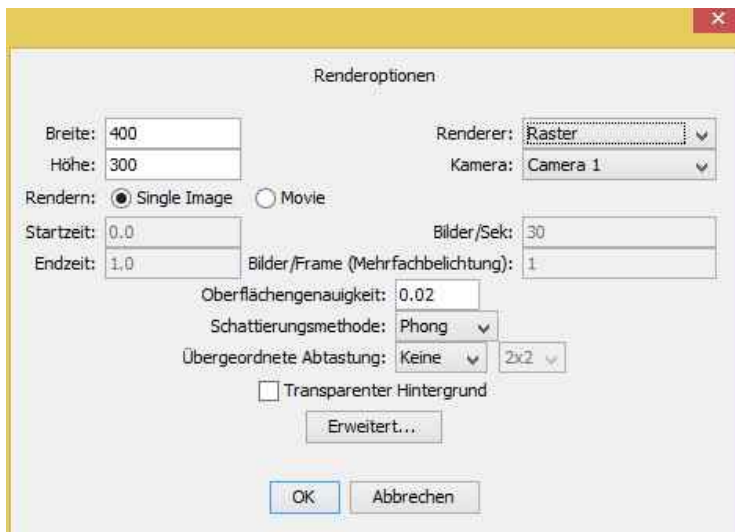 Renderoptionen
Breite: 400 Renderer: Raster
Höhe: 300 Kamera: Camera 1
Rendern: Single Image Movie
Startzeit: 0.0 Bilder/Sek: 30
Endzeit: 1.0 Bilder/Frame (Mehrfachbelichtung): 1
Oberflächengenauigkeit: 0.02
Schattierungsmethode: Phong
Übergeordnete Abtastung: Keine 2x2
Transparenter Hintergrund
Erweitert...
OK Abbrechen